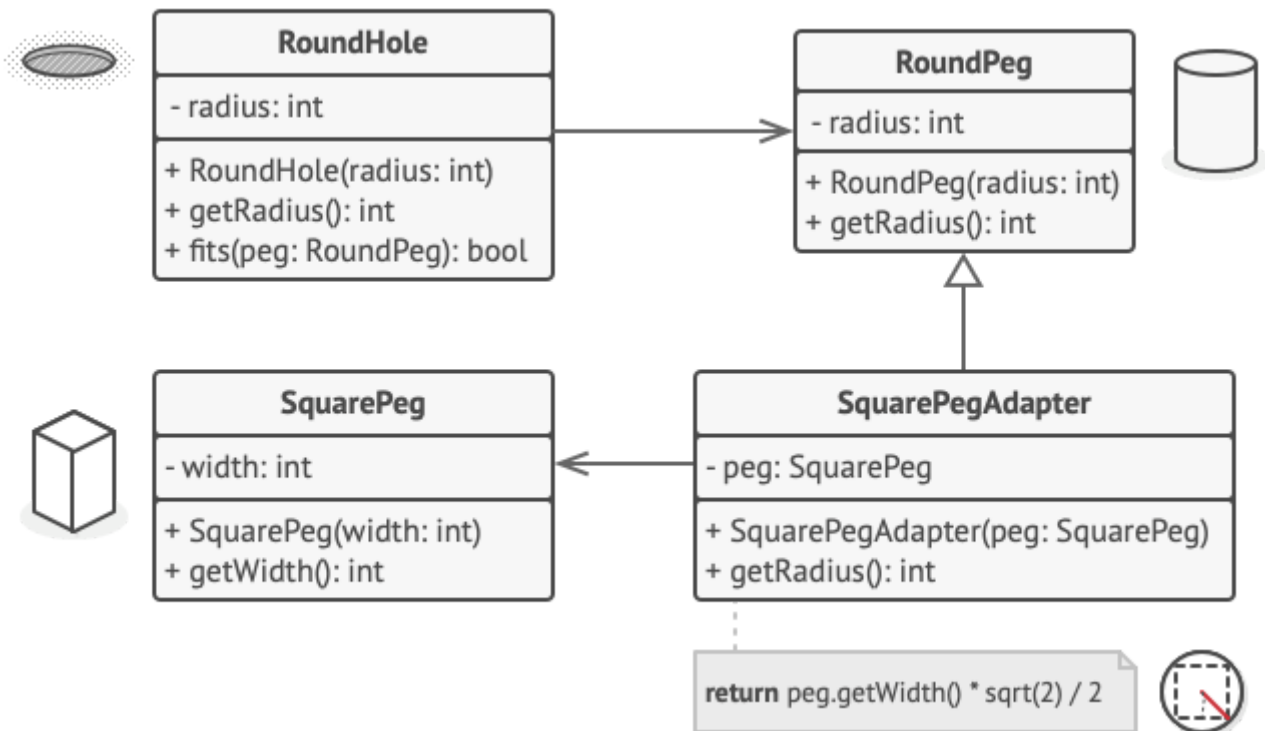 RoundHole
- radius: int
+ RoundHole(radius: int)
+ getRadius(): int
+ fits(peg: RoundPeg): bool
RoundPeg
- radius: int
+ RoundPeg(radius: int)
+ getRadius(): int
SquarePeg
- width: int
+ SquarePeg(width: int)
+ getWidth(): int
SquarePegAdapter
- peg: SquarePeg
+ SquarePegAdapter(peg: SquarePeg)
+ getRadius(): int
return peg.getWidth() * sqrt(2) / 2